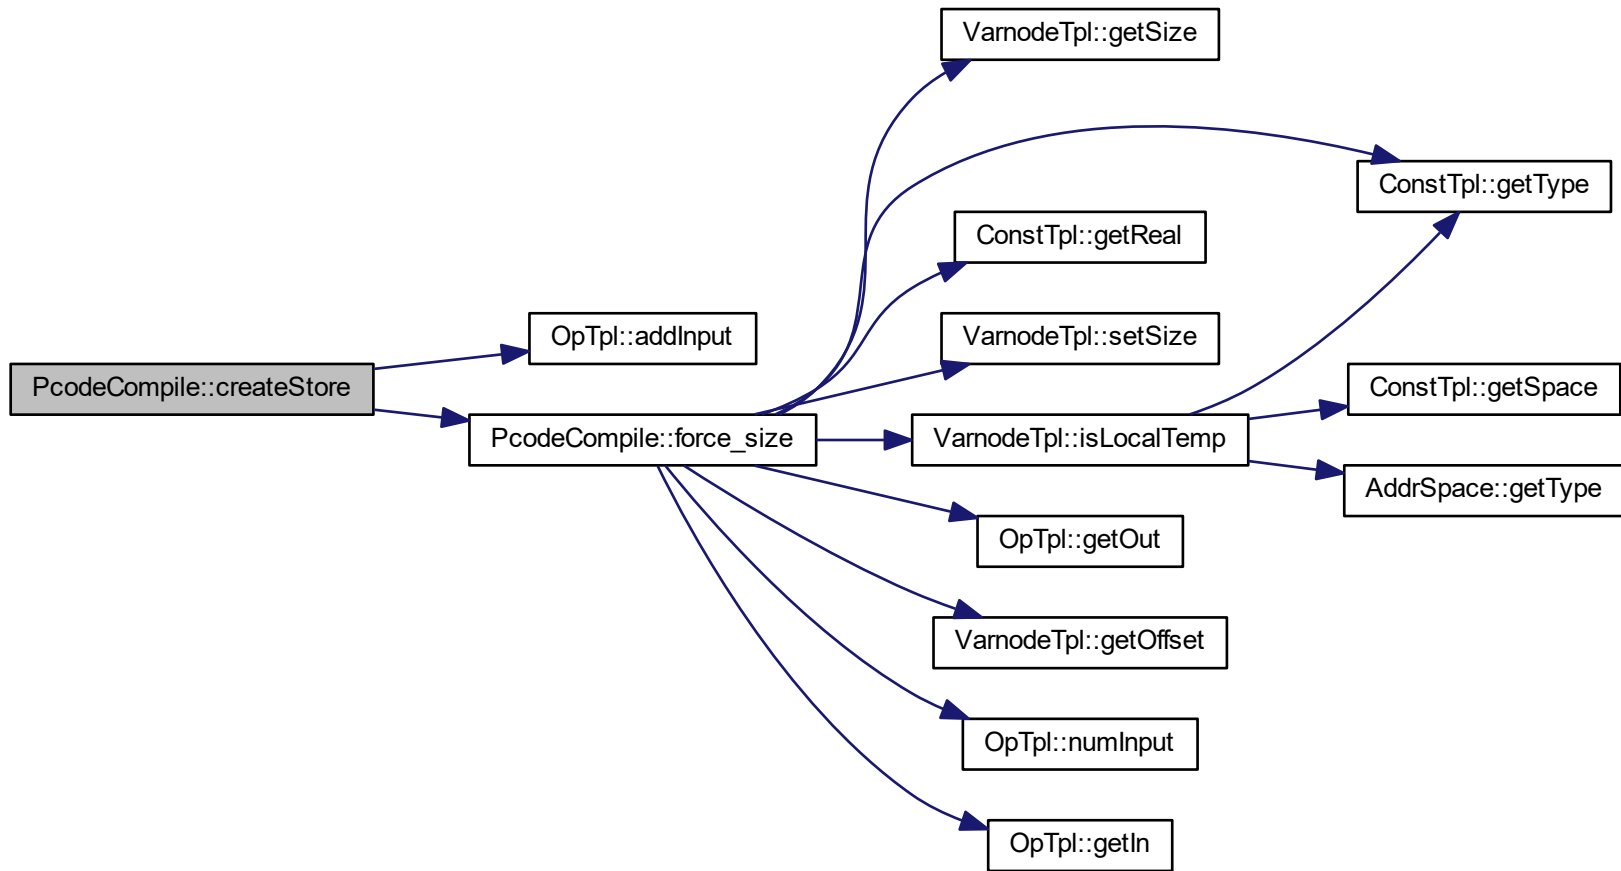 VarnodeTpl::getSize
ConstTpl::getType
ConstTpl::getReal
OpTpl::addInput
VarnodeTpl::setSize
PcodeCompile::createStore
ConstTpl::getSpace
PcodeCompile::force_size
VarnodeTpl::isLocalTemp
AddrSpace::getType
OpTpl::getOut
VarnodeTpl::getOffset
OpTpl::numInput
OpTpl::getIn